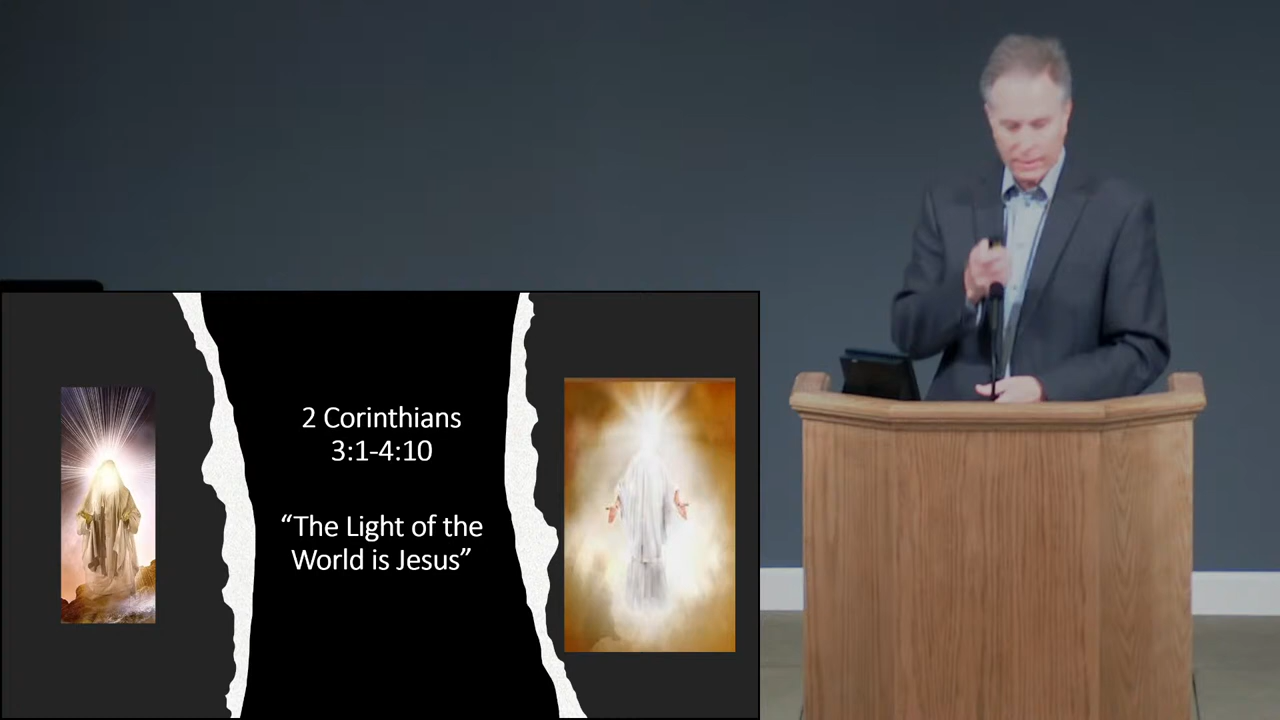 2 Corinthians
3:1-4:10
“The Light of the
World is Jesus”